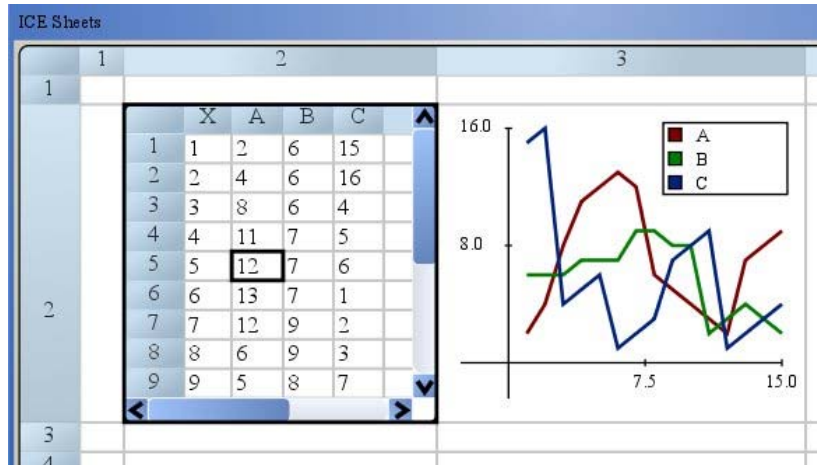 ICE Sheets
1 2 3
1
X A B C
1 1 2 6 15
2 2 4 6 16
3 3 8 6 4
4 4 11 7 5
5 5 12 7 6
6 6 13 7 1
7 7 12 9 2
8 8 6 9 3
9 9 5 8 7
2
16.0
8.0
7.5 15.0
A
B
C
3
4